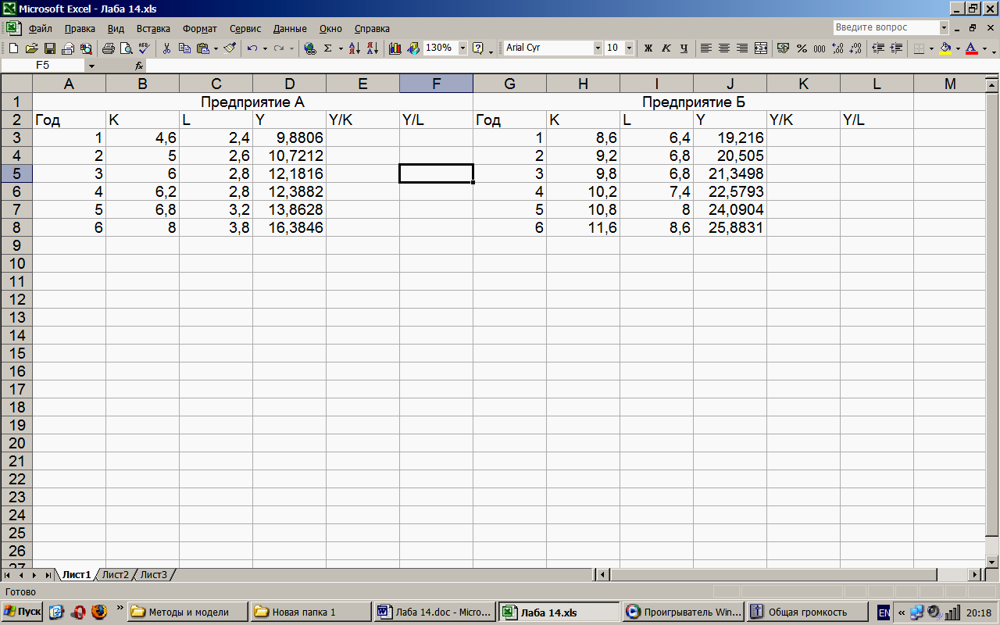 Microsoft Excel - Лаба 14.xls
Файл Правка Вид Вставка Формат Сервис Данные Окно Справка Введите вопрос
130% Arial Cyr 10 Ж К Ч % 000
F5 fx
A B C D E F G H I J K L M
1 Предприятие А Предприятие Б
2 Год K L Y Y/K Y/L Год K L Y Y/K Y/L
3 1 4,6 2,4 9,8806 1 8,6 6,4 19,216
4 2 5 2,6 10,7212 2 9,2 6,8 20,505
5 3 6 2,8 12,1816 3 9,8 6,8 21,3498
6 4 6,2 2,8 12,3882 4 10,2 7,4 22,5793
7 5 6,8 3,2 13,8628 5 10,8 8 24,0904
8 6 8 3,8 16,3846 6 11,6 8,6 25,8831
9
10
11
12
13
14
15
16
17
18
19
20
21
22
23
24
25
26
27
Лист1 Лист2 Лист3
Готово
Пуск » Методы и модели Новая папка 1 Лаба 14.doc - Micro... Лаба 14.xls Проигрыватель Win... Общая громкость EN « 20:18